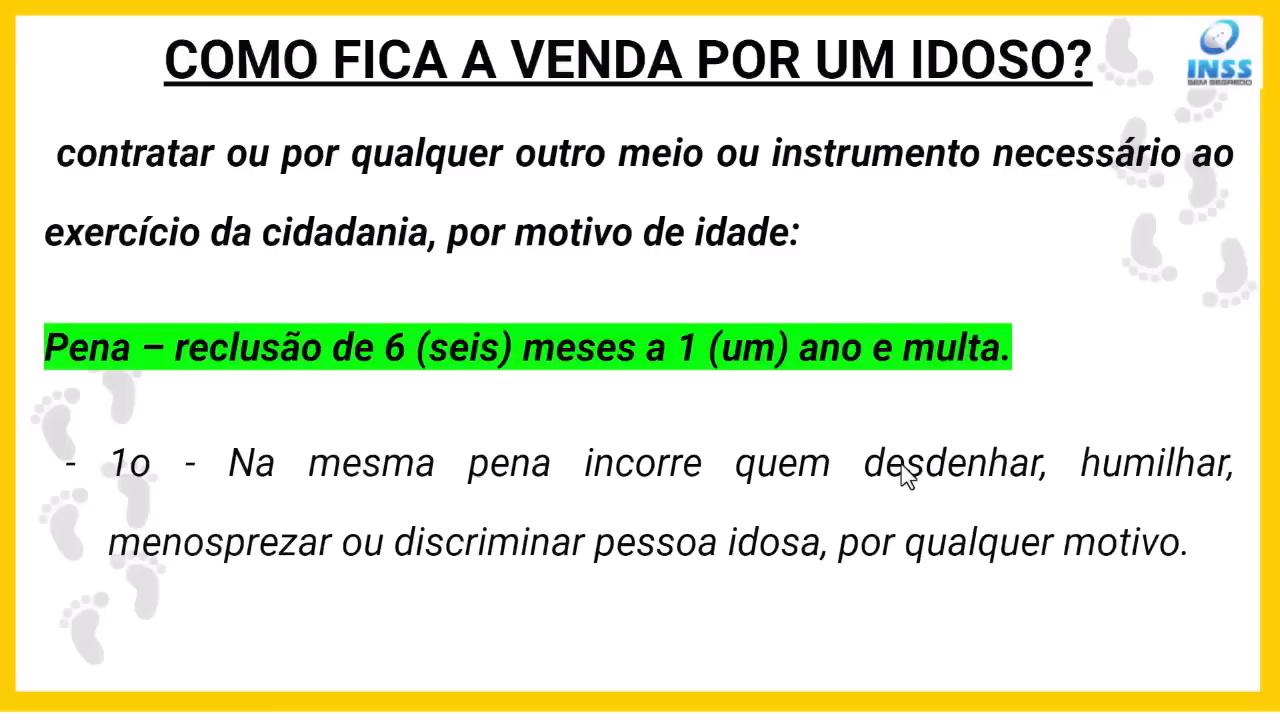 COMO FICA A VENDA POR UM IDOSO?
INSS
SEM SEGREDO
contratar ou por qualquer outro meio ou instrumento necessário ao
exercício da cidadania, por motivo de idade:
Pena – reclusão de 6 (seis) meses a 1 (um) ano e multa.
- 1o - Na mesma pena incorre quem desdenhar, humilhar,
menosprezar ou discriminar pessoa idosa, por qualquer motivo.